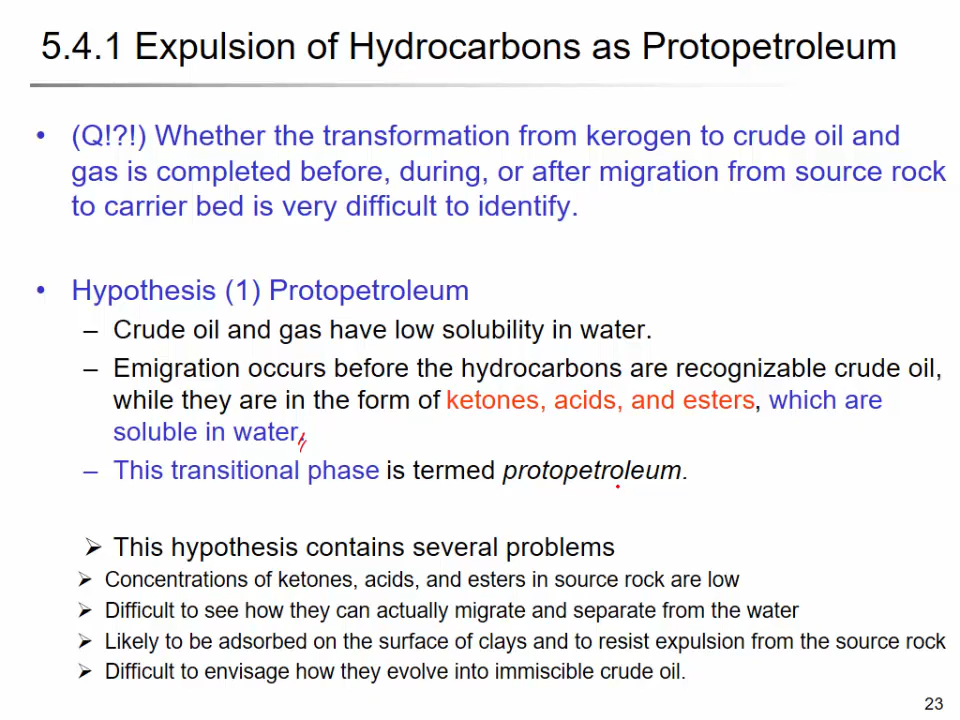 5.4.1 Expulsion of Hydrocarbons as Protopetroleum
• (Q!?!) Whether the transformation from kerogen to crude oil and
gas is completed before, during, or after migration from source rock
to carrier bed is very difficult to identify.
• Hypothesis (1) Protopetroleum
– Crude oil and gas have low solubility in water.
– Emigration occurs before the hydrocarbons are recognizable crude oil,
while they are in the form of ketones, acids, and esters, which are
soluble in water.
– This transitional phase is termed protopetroleum.
➢ This hypothesis contains several problems
➢ Concentrations of ketones, acids, and esters in source rock are low
➢ Difficult to see how they can actually migrate and separate from the water
➢ Likely to be adsorbed on the surface of clays and to resist expulsion from the source rock
➢ Difficult to envisage how they evolve into immiscible crude oil.
23